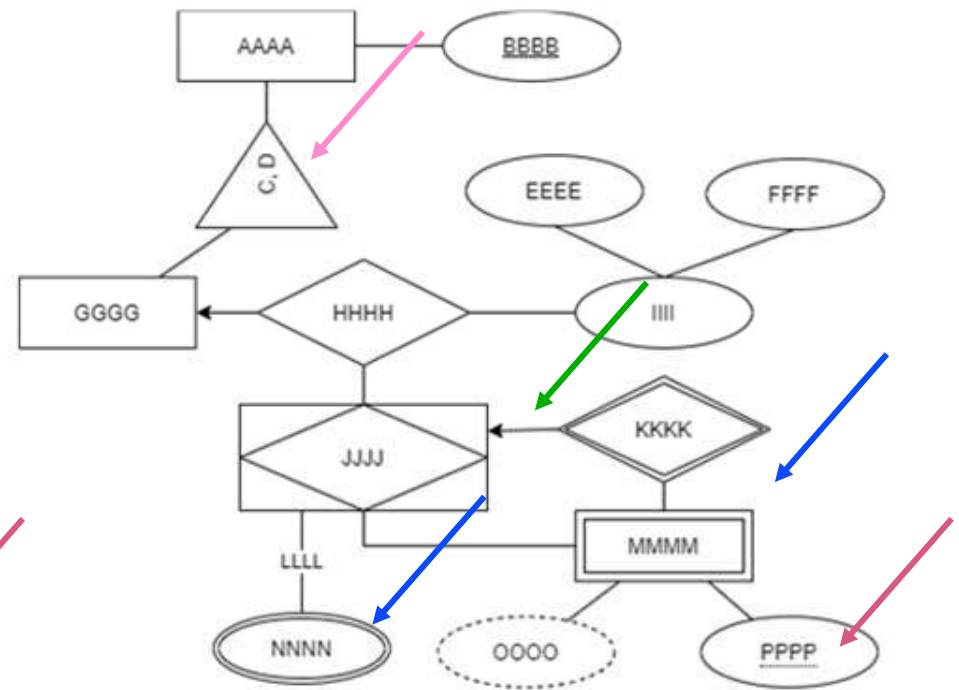 AAAA
BBBB
C, D
EEEE
FFFF
GGGG
HHHH
IIII
KKKK
JJJJ
MMMM
LLLL
NNNN
OOOO
PPPP